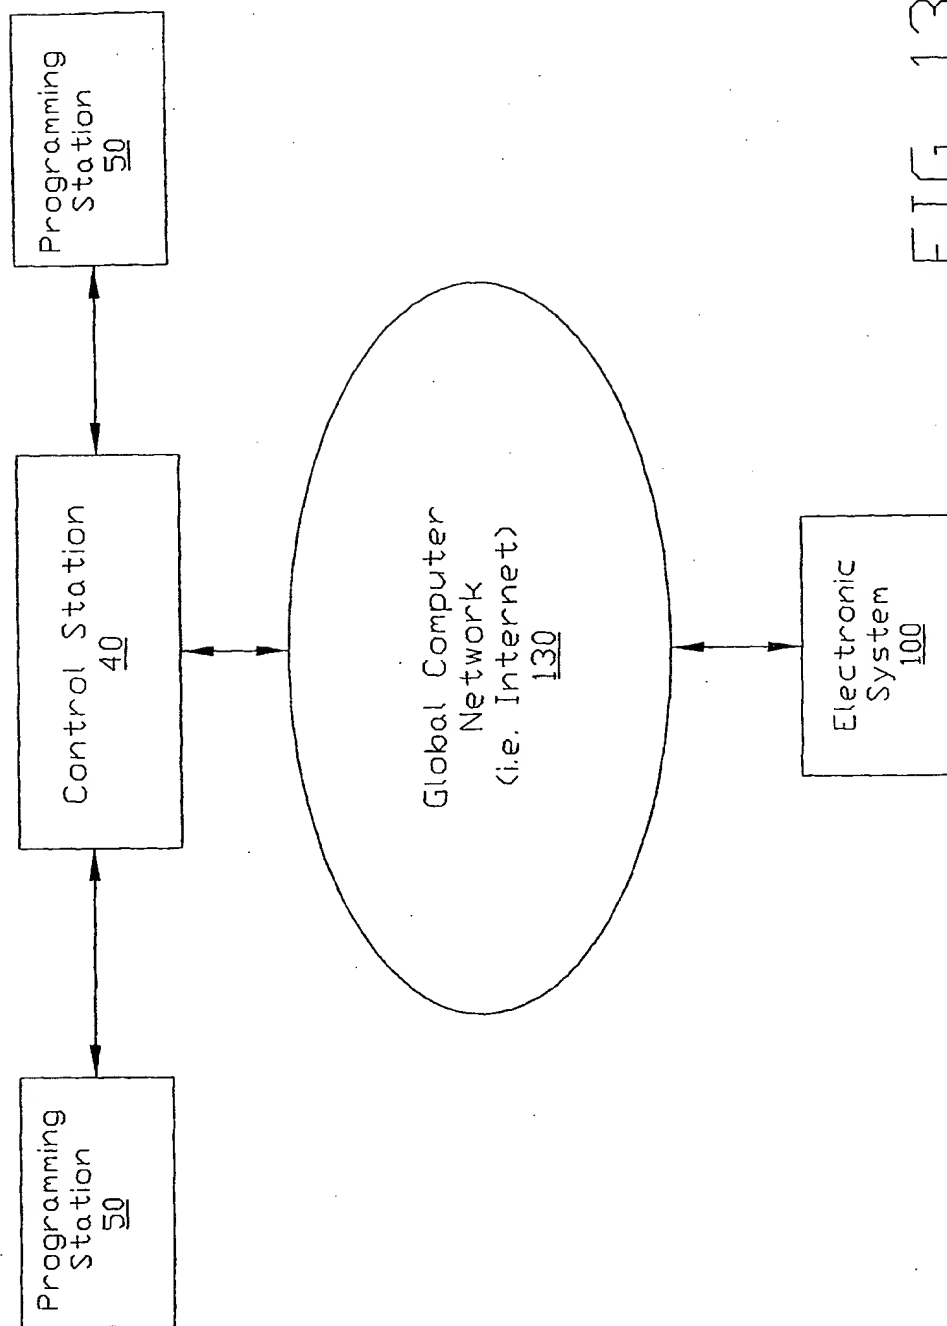 Programming
Station
50
Control Station
40
Programming
Station
50
Global Computer
Network
(i.e. Internet)
130
Electronic
System
100
FIG 13